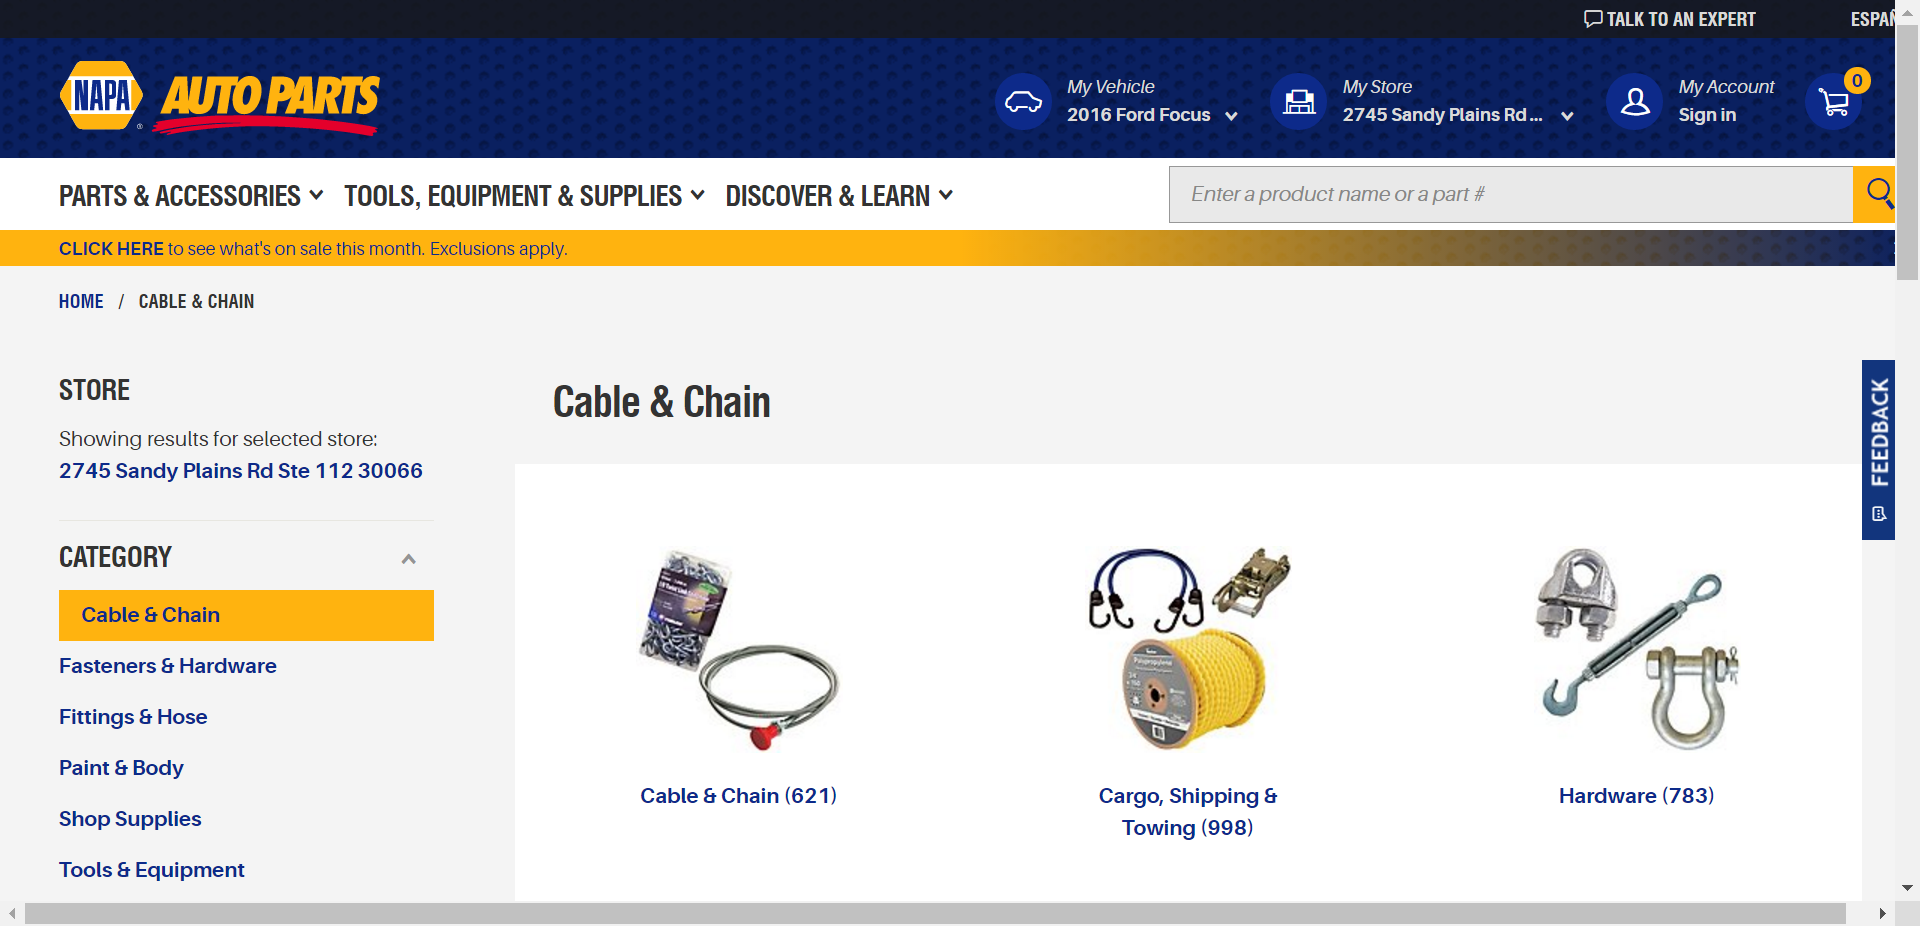 TALK TO AN EXPERT
NAPA AUTO PARTS
My Vehicle
2016 Ford Focus
My Store
2745 Sandy Plains Rd...
My Account
Sign in
0
PARTS & ACCESSORIES
TOOLS, EQUIPMENT & SUPPLIES
DISCOVER & LEARN
Enter a product name or a part #
CLICK HERE to see what's on sale this month. Exclusions apply.
HOME / CABLE & CHAIN
STORE
Showing results for selected store:
2745 Sandy Plains Rd Ste 112 30066
CATEGORY
Cable & Chain
Fasteners & Hardware
Fittings & Hose
Paint & Body
Shop Supplies
Tools & Equipment
Cable & Chain
Cable & Chain (621)
Polypropylene
Cargo, Shipping &
Towing (998)
Hardware (783)
FEEDBACK